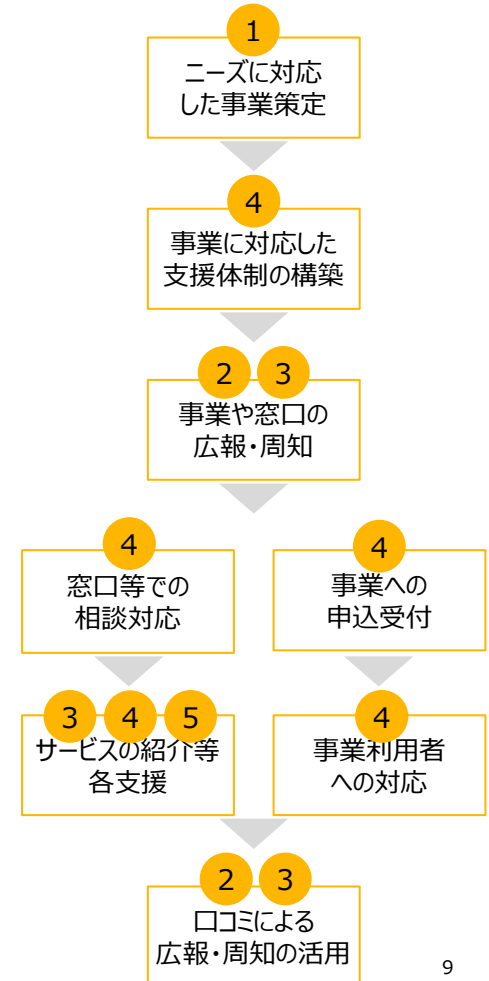 1
ニーズに対応
した事業策定
4
事業に対応した
支援体制の構築
2 3
事業や窓口の
広報・周知
4
窓口等での
相談対応
4
事業への
申込受付
3 4 5
サービスの紹介等
各支援
4
事業利用者
への対応
2 3
口コミによる
広報・周知の活用
9